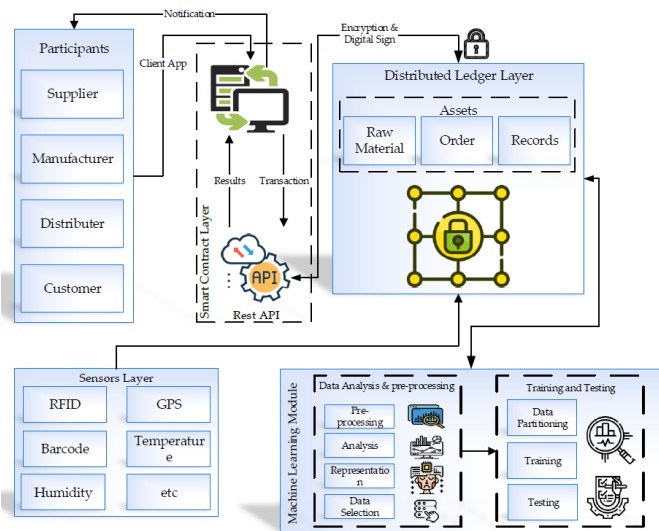 Notification
Participants
Supplier
Manufacturer
Distributer
Customer
Client App
Results
Transaction
Smart Contract Layer
API
Rest API
Encryption &
Digital Sign
Distributed Ledger Layer
Assets
Raw
Material
Order
Records
Sensors Layer
RFID
GPS
Barcode
Temperatur
e
Humidity
etc
Machine Learning Module
Data Analysis & pre-processing
Pre-
processing
Analysis
Representatio
n
Data
Selection
Training and Testing
Data
Partitioning
Training
Testing